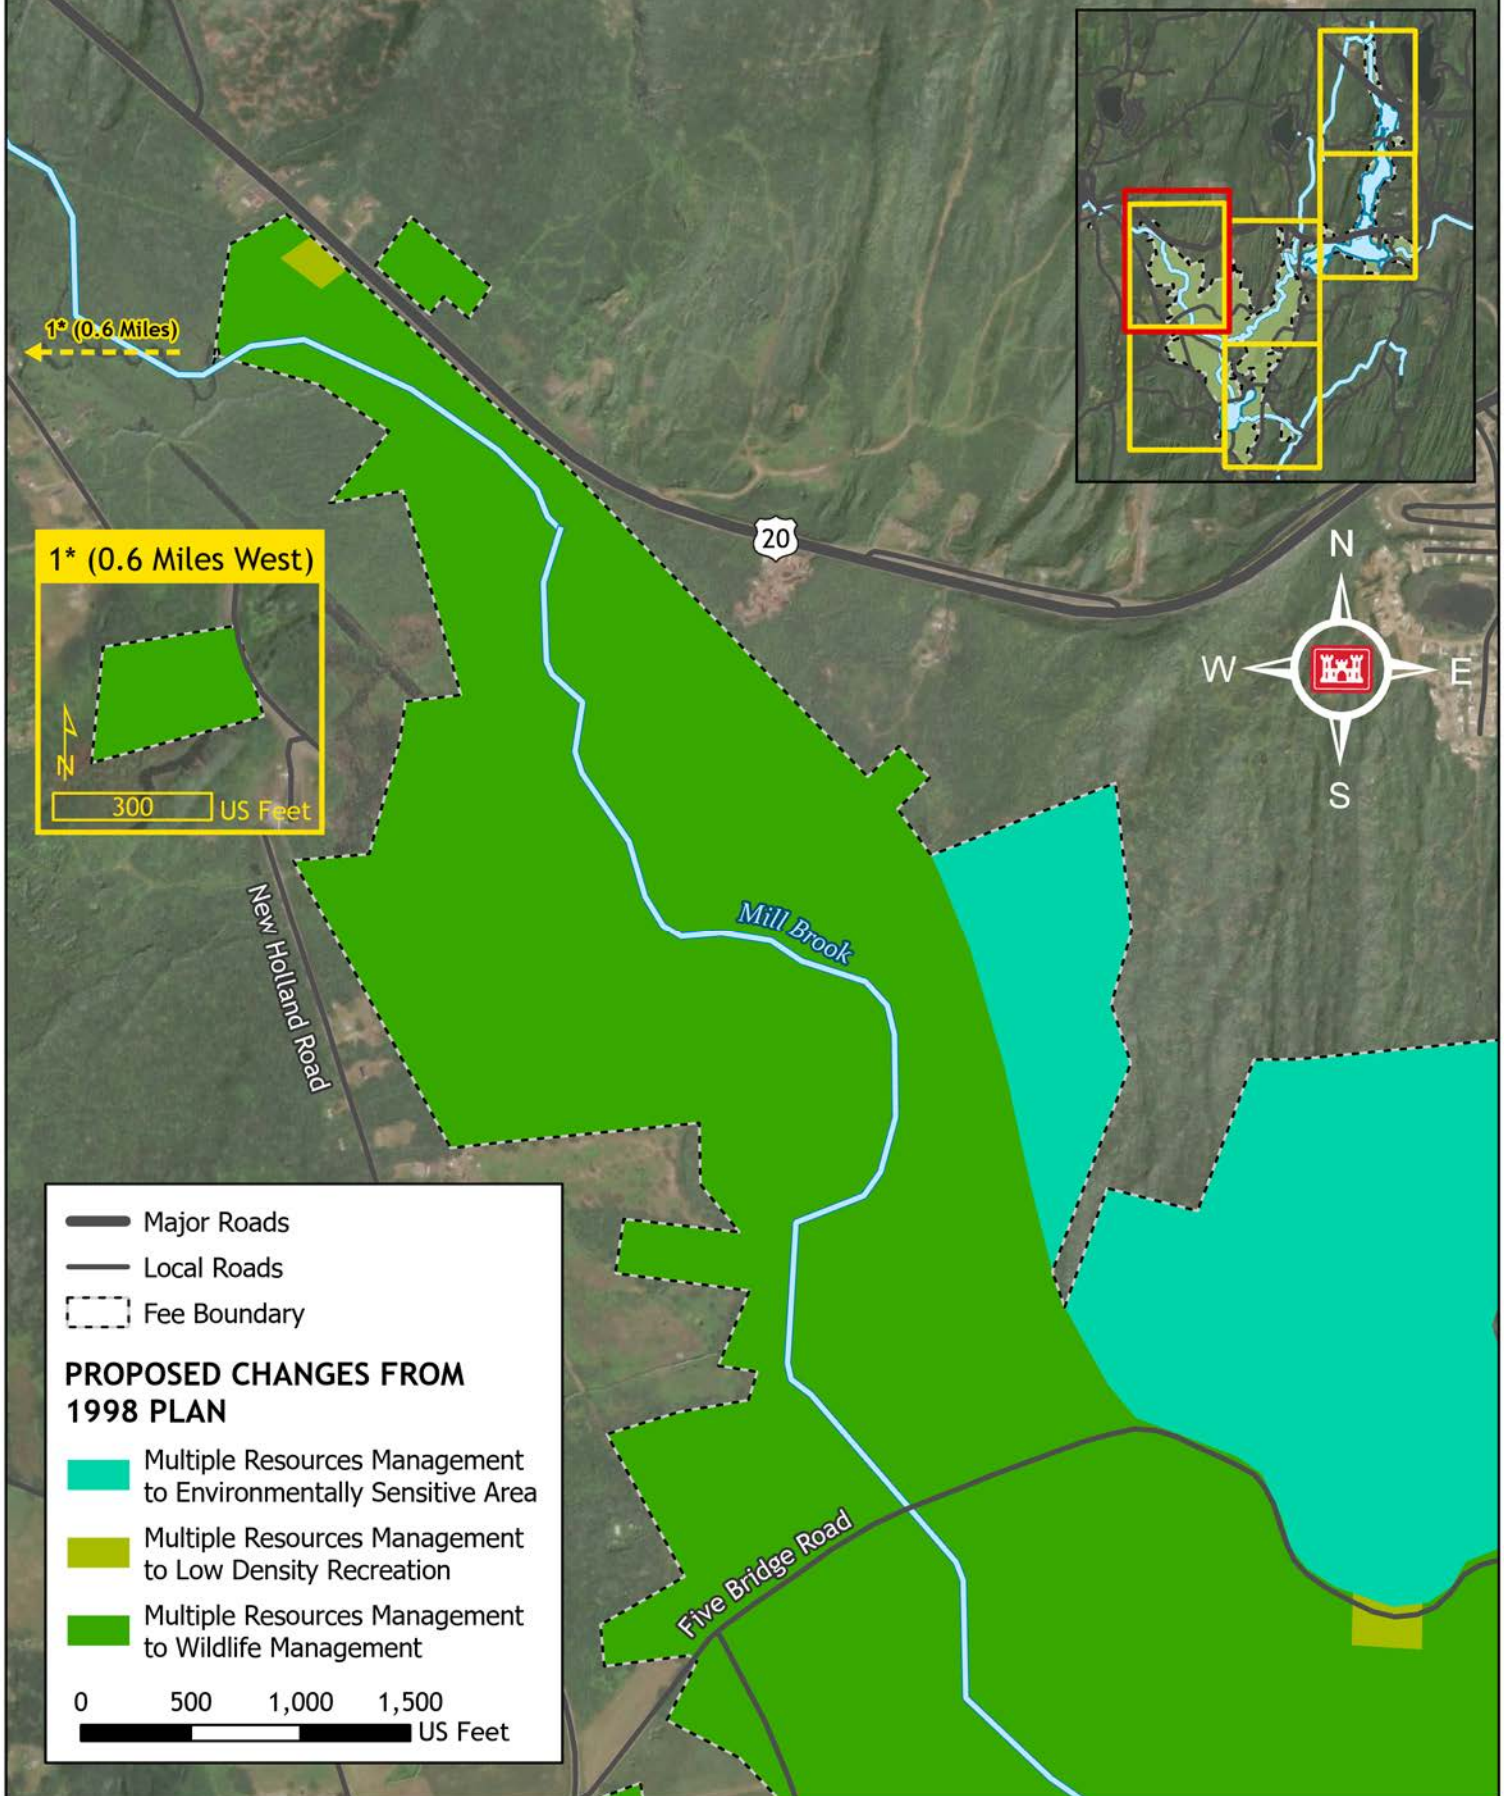 1* (0.6 Miles)
20
1* (0.6 Miles West)
N
300 US Feet
N
W E
S
New Holland Road
Mill Brook
Five Bridge Road
Major Roads
Local Roads
Fee Boundary
PROPOSED CHANGES FROM
1998 PLAN
Multiple Resources Management
to Environmentally Sensitive Area
Multiple Resources Management
to Low Density Recreation
Multiple Resources Management
to Wildlife Management
0 500 1,000 1,500
US Feet